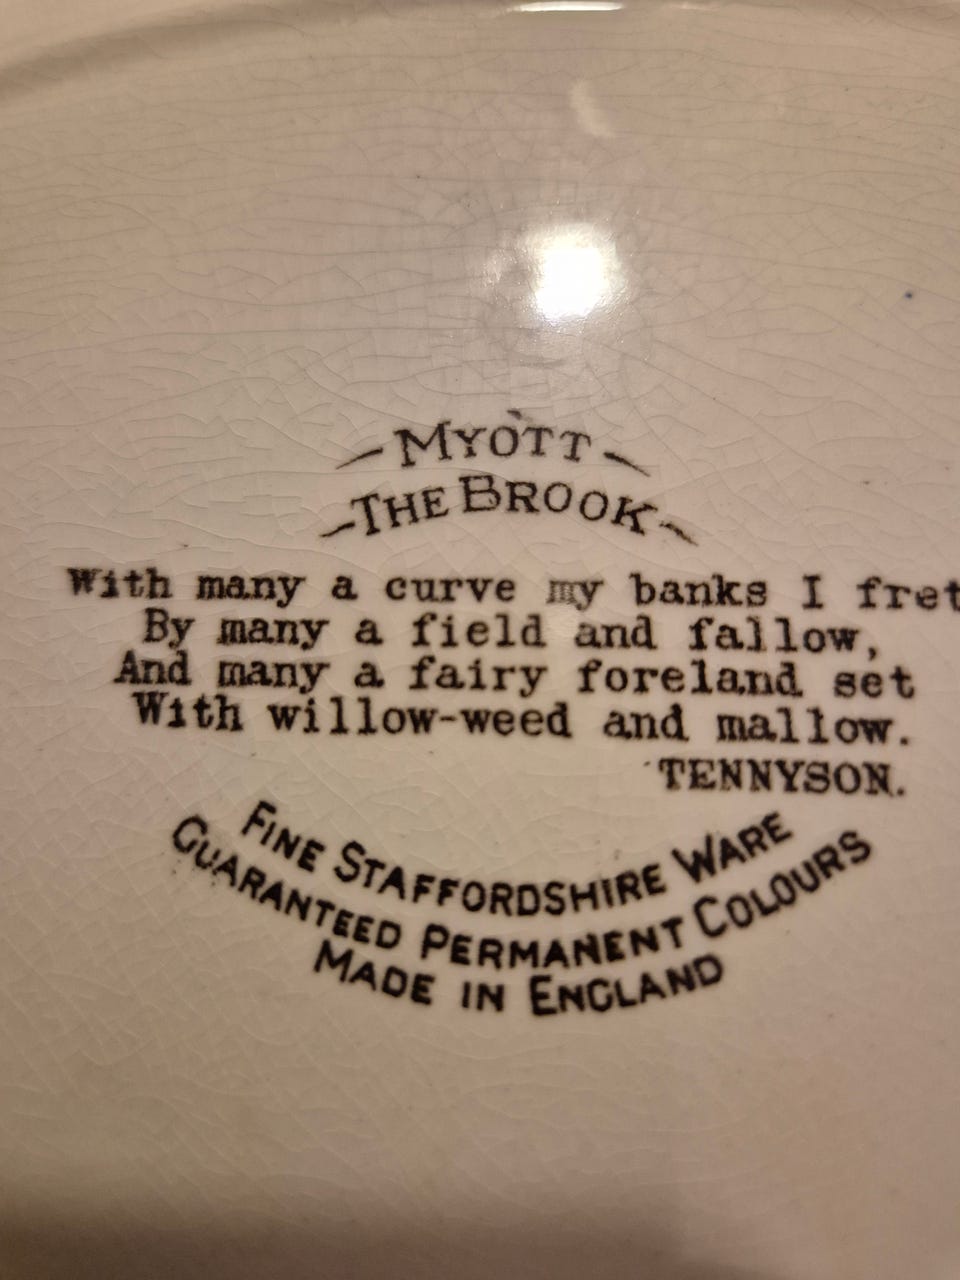 MYOTT
THE BROOK
With many a curve my banks I fret
By many a field and fallow,
And many a fairy foreland set
With willow-weed and mallow.
TENNYSON.
FINE STAFFORDSHIRE WARE
GUARANTEED PERMANENT COLOURS
MADE IN ENGLAND